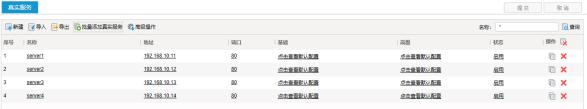 真实服务 提交 取消
新建 导入 导出 批量添加真实服务 高级操作 名称: * 查询
序号 名称 地址 端口 基础 高级 状态 操作
1 server1 192.168.10.11 80 点击查看默认配置 点击查看默认配置 启用
2 server2 192.168.10.12 80 点击查看默认配置 点击查看默认配置 启用
3 server3 192.168.10.13 80 点击查看默认配置 点击查看默认配置 启用
4 server4 192.168.10.14 80 点击查看默认配置 点击查看默认配置 启用